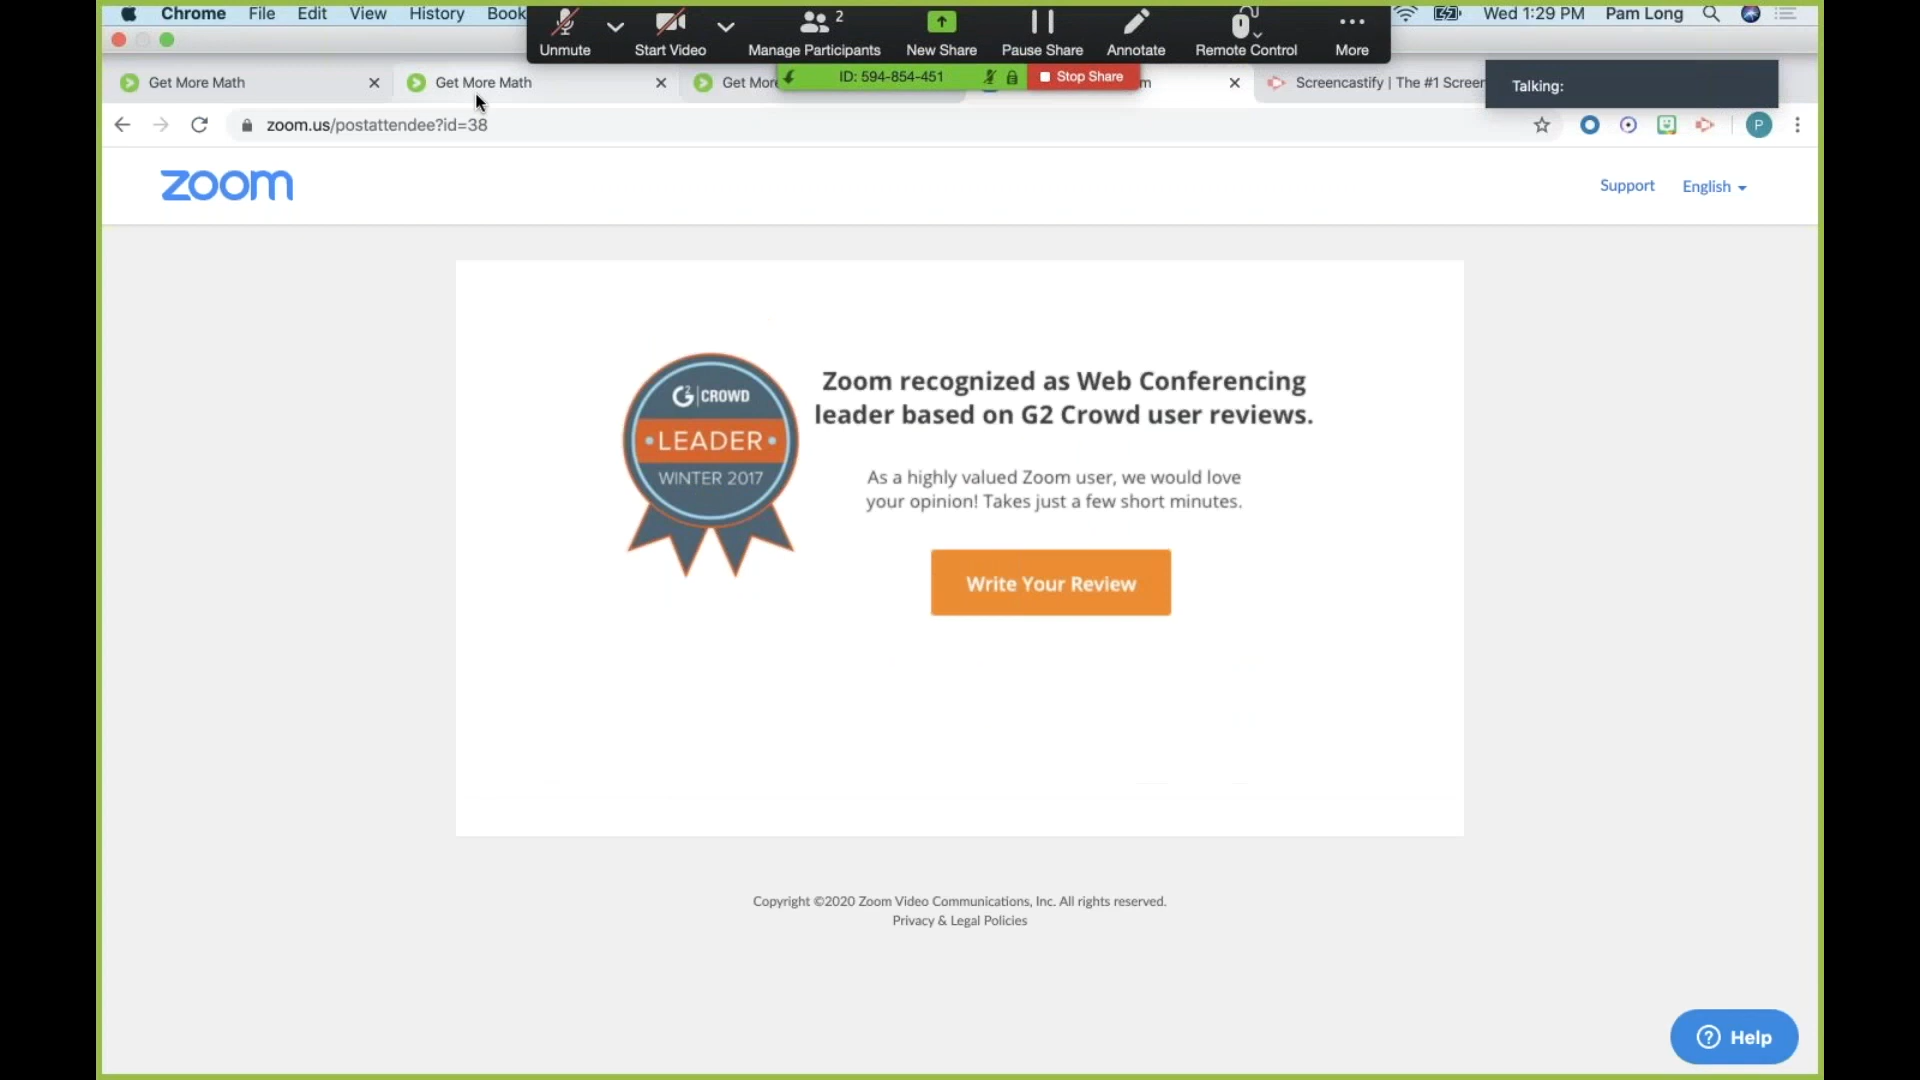 Chrome File Edit View History Book
Wed 1:29 PM Pam Long
2
Unmute Start Video Manage Participants New Share Pause Share Annotate Remote Control More
ID: 594-854-451 Stop Share
Get More Math Get More Math Get Mor m Screencastify | The #1 Screer
Talking:
zoom.us/postattendee?id=38
P
zoom
Support English
G2 CROWD
LEADER
WINTER 2017
Zoom recognized as Web Conferencing
leader based on G2 Crowd user reviews.
As a highly valued Zoom user, we would love
your opinion! Takes just a few short minutes.
Write Your Review
Copyright ©2020 Zoom Video Communications, Inc. All rights reserved.
Privacy & Legal Policies
? Help